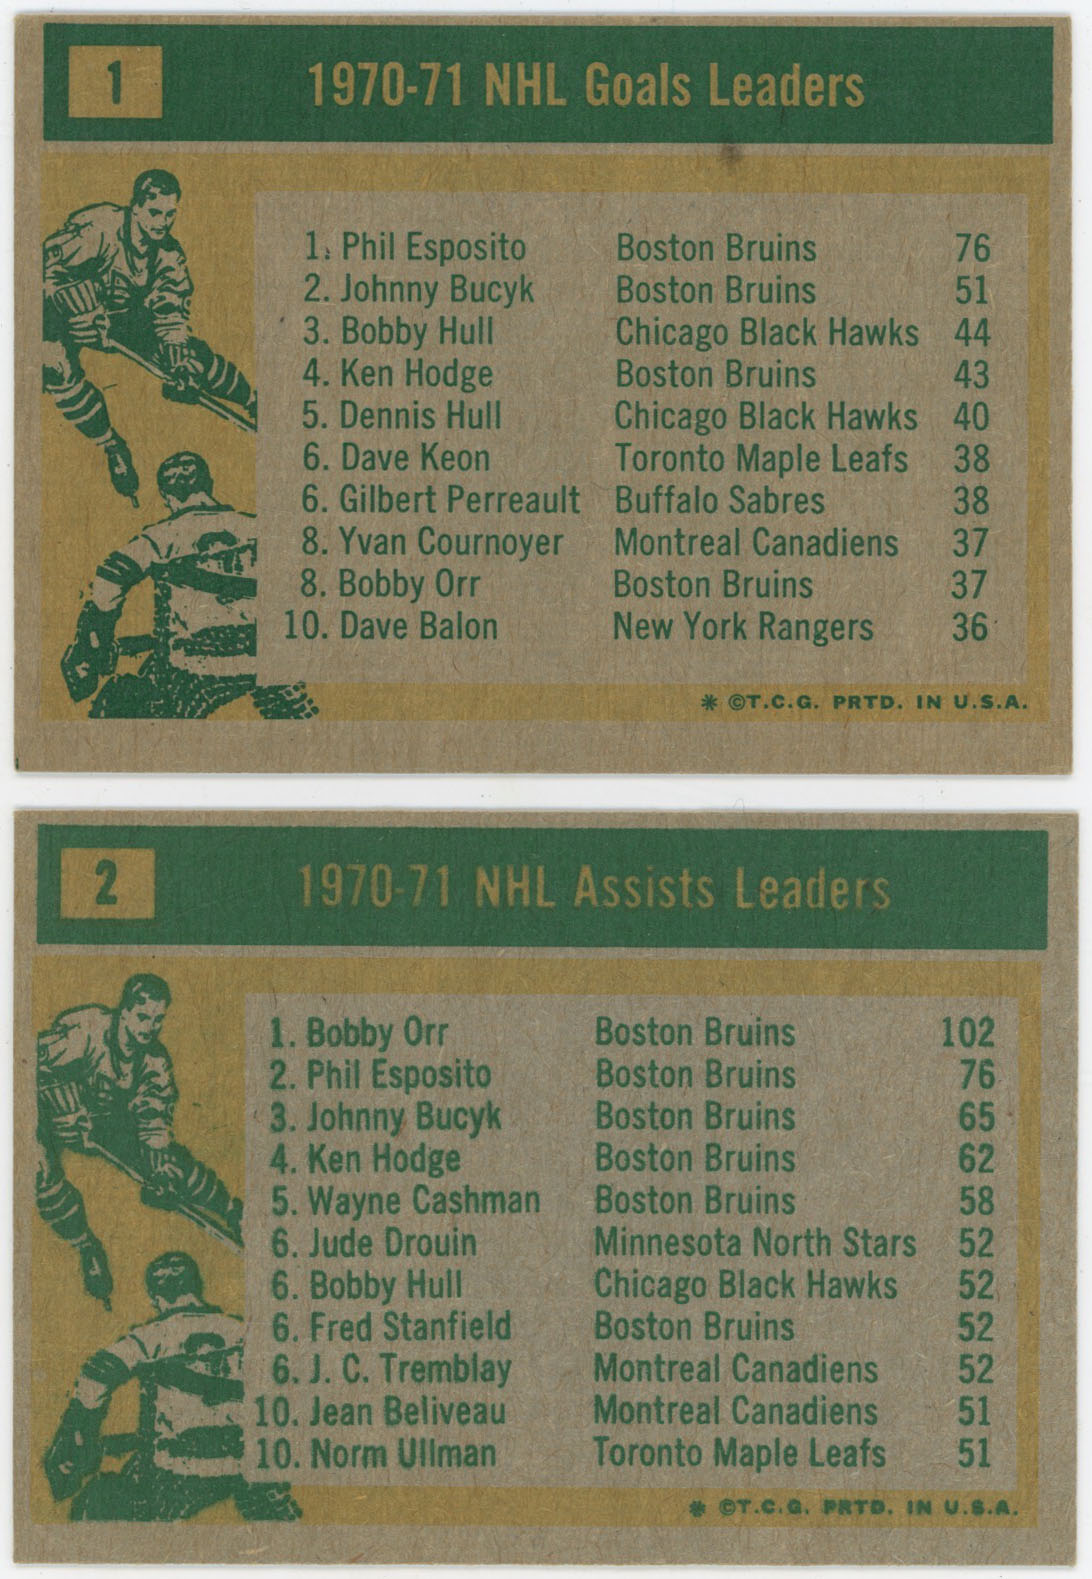 1
1970-71 NHL Goals Leaders
1. Phil Esposito Boston Bruins 76
2. Johnny Bucyk Boston Bruins 51
3. Bobby Hull Chicago Black Hawks 44
4. Ken Hodge Boston Bruins 43
5. Dennis Hull Chicago Black Hawks 40
6. Dave Keon Toronto Maple Leafs 38
6. Gilbert Perreault Buffalo Sabres 38
8. Yvan Cournoyer Montreal Canadiens 37
8. Bobby Orr Boston Bruins 37
10. Dave Balon New York Rangers 36
* ©T.C.G. PRTD. IN U.S.A.
2
1970-71 NHL Assists Leaders
1. Bobby Orr Boston Bruins 102
2. Phil Esposito Boston Bruins 76
3. Johnny Bucyk Boston Bruins 65
4. Ken Hodge Boston Bruins 62
5. Wayne Cashman Boston Bruins 58
6. Jude Drouin Minnesota North Stars 52
6. Bobby Hull Chicago Black Hawks 52
6. Fred Stanfield Boston Bruins 52
6. J. C. Tremblay Montreal Canadiens 52
10. Jean Beliveau Montreal Canadiens 51
10. Norm Ullman Toronto Maple Leafs 51
* ©T.C.G. PRTD. IN U.S.A.